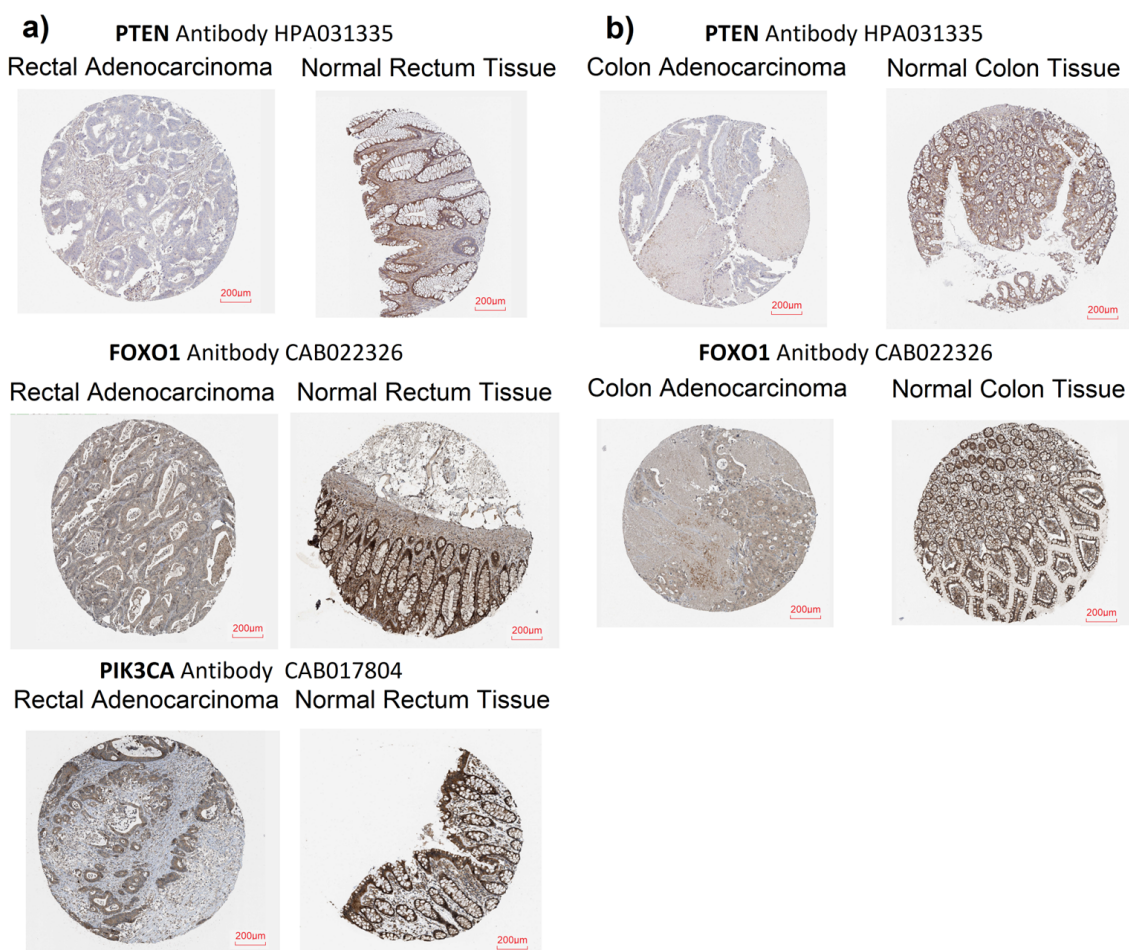 a)
PTEN Antibody HPA031335
Rectal Adenocarcinoma Normal Rectum Tissue
200um
200um
FOXO1 Anitbody CAB022326
Rectal Adenocarcinoma Normal Rectum Tissue
200um
200um
PIK3CA Antibody CAB017804
Rectal Adenocarcinoma Normal Rectum Tissue
200um
200um
b)
PTEN Antibody HPA031335
Colon Adenocarcinoma Normal Colon Tissue
200um
200um
FOXO1 Anitbody CAB022326
Colon Adenocarcinoma Normal Colon Tissue
200um
200um